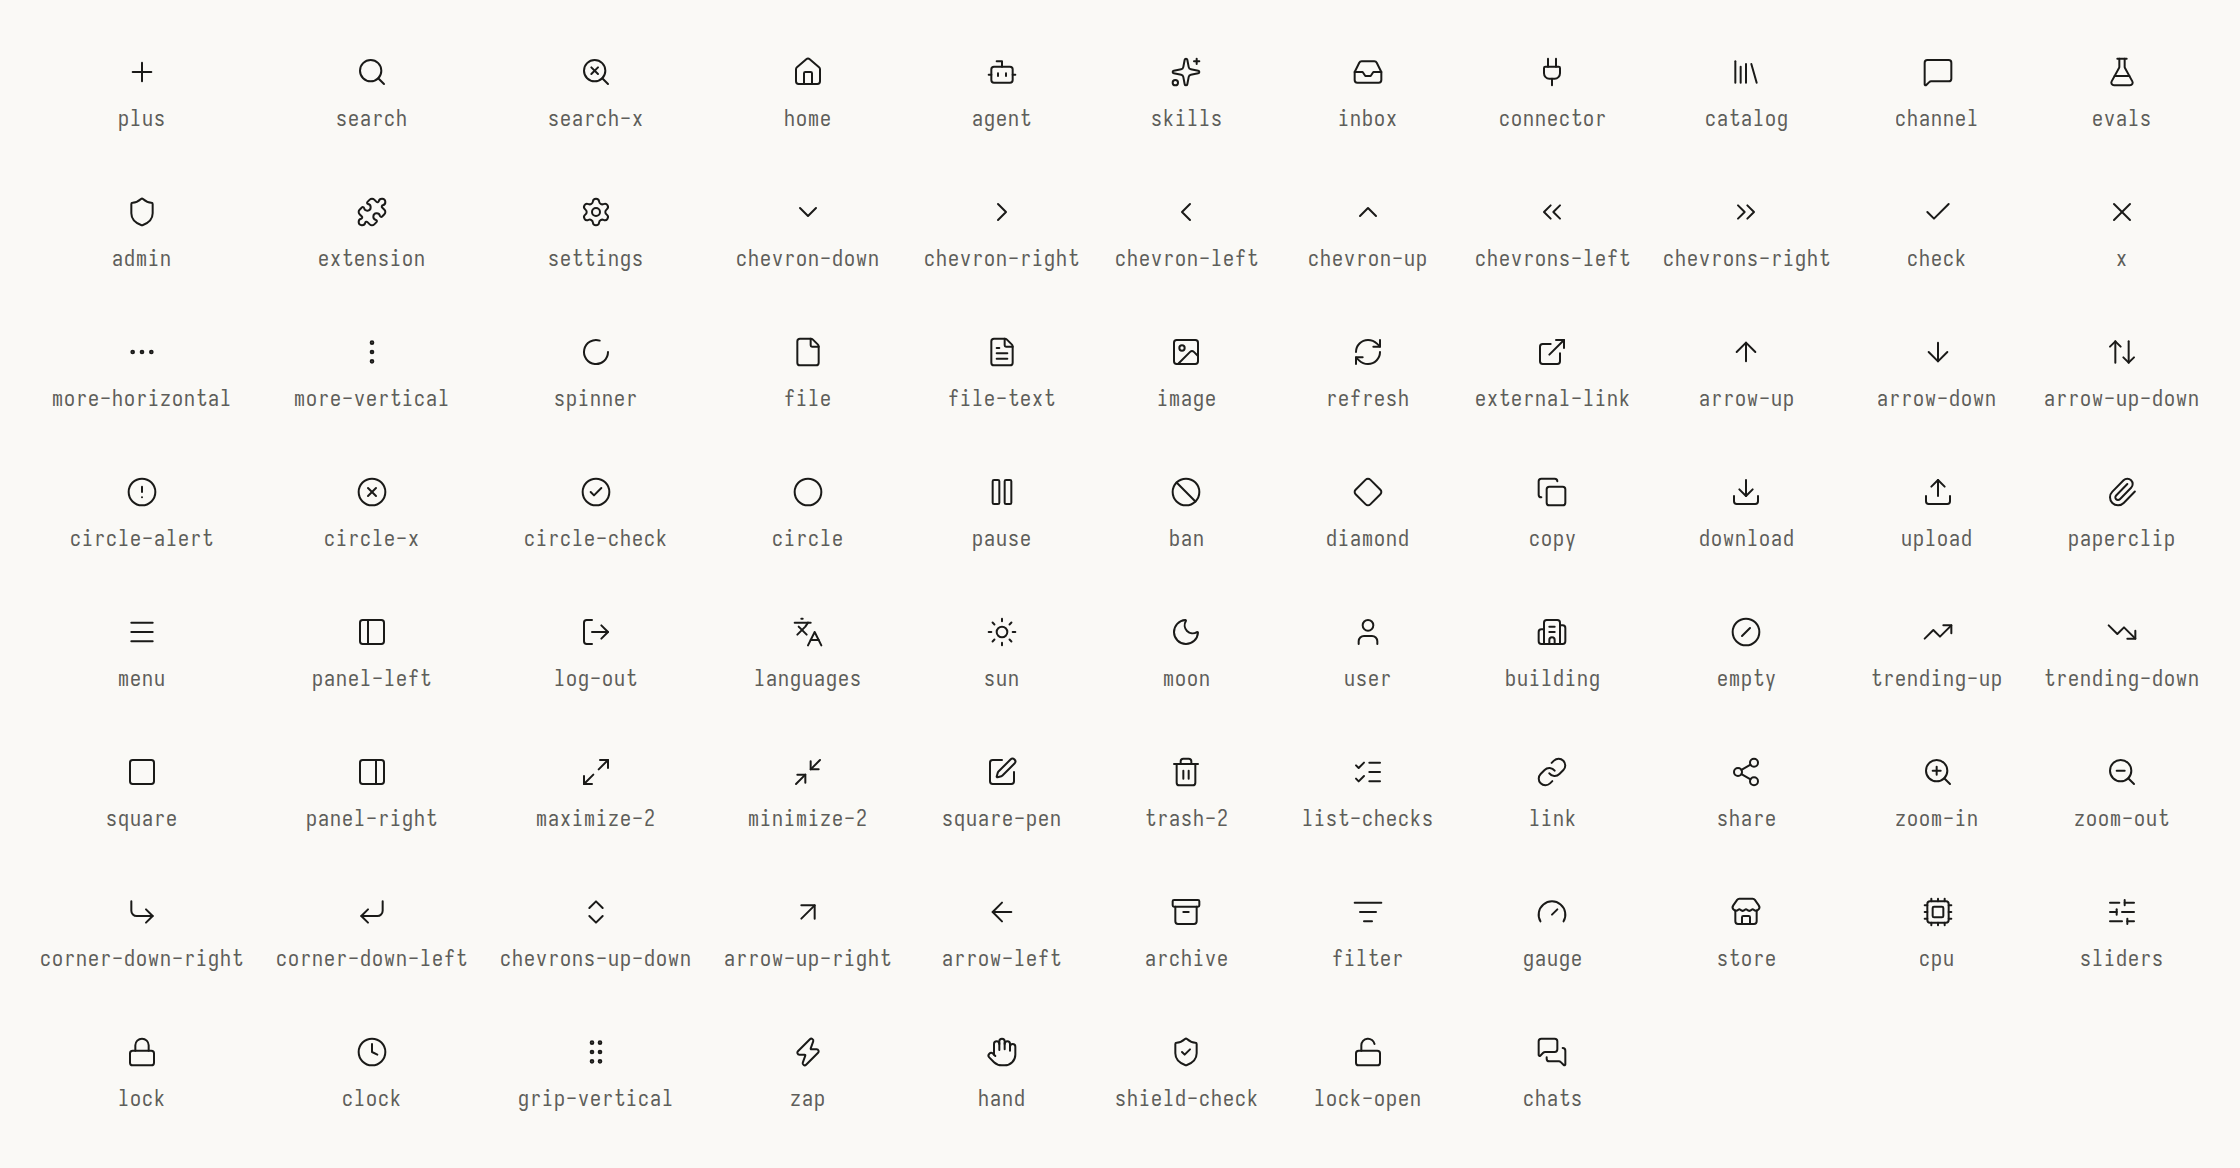 plus search search-x home agent skills inbox connector catalog channel evals
admin extension settings chevron-down chevron-right chevron-left chevron-up chevrons-left chevrons-right check x
more-horizontal more-vertical spinner file file-text image refresh external-link arrow-up arrow-down arrow-up-down
circle-alert circle-x circle-check circle pause ban diamond copy download upload paperclip
menu panel-left log-out languages sun moon user building empty trending-up trending-down
square panel-right maximize-2 minimize-2 square-pen trash-2 list-checks link share zoom-in zoom-out
corner-down-right corner-down-left chevrons-up-down arrow-up-right arrow-left archive filter gauge store cpu sliders
lock clock grip-vertical zap hand shield-check lock-open chats